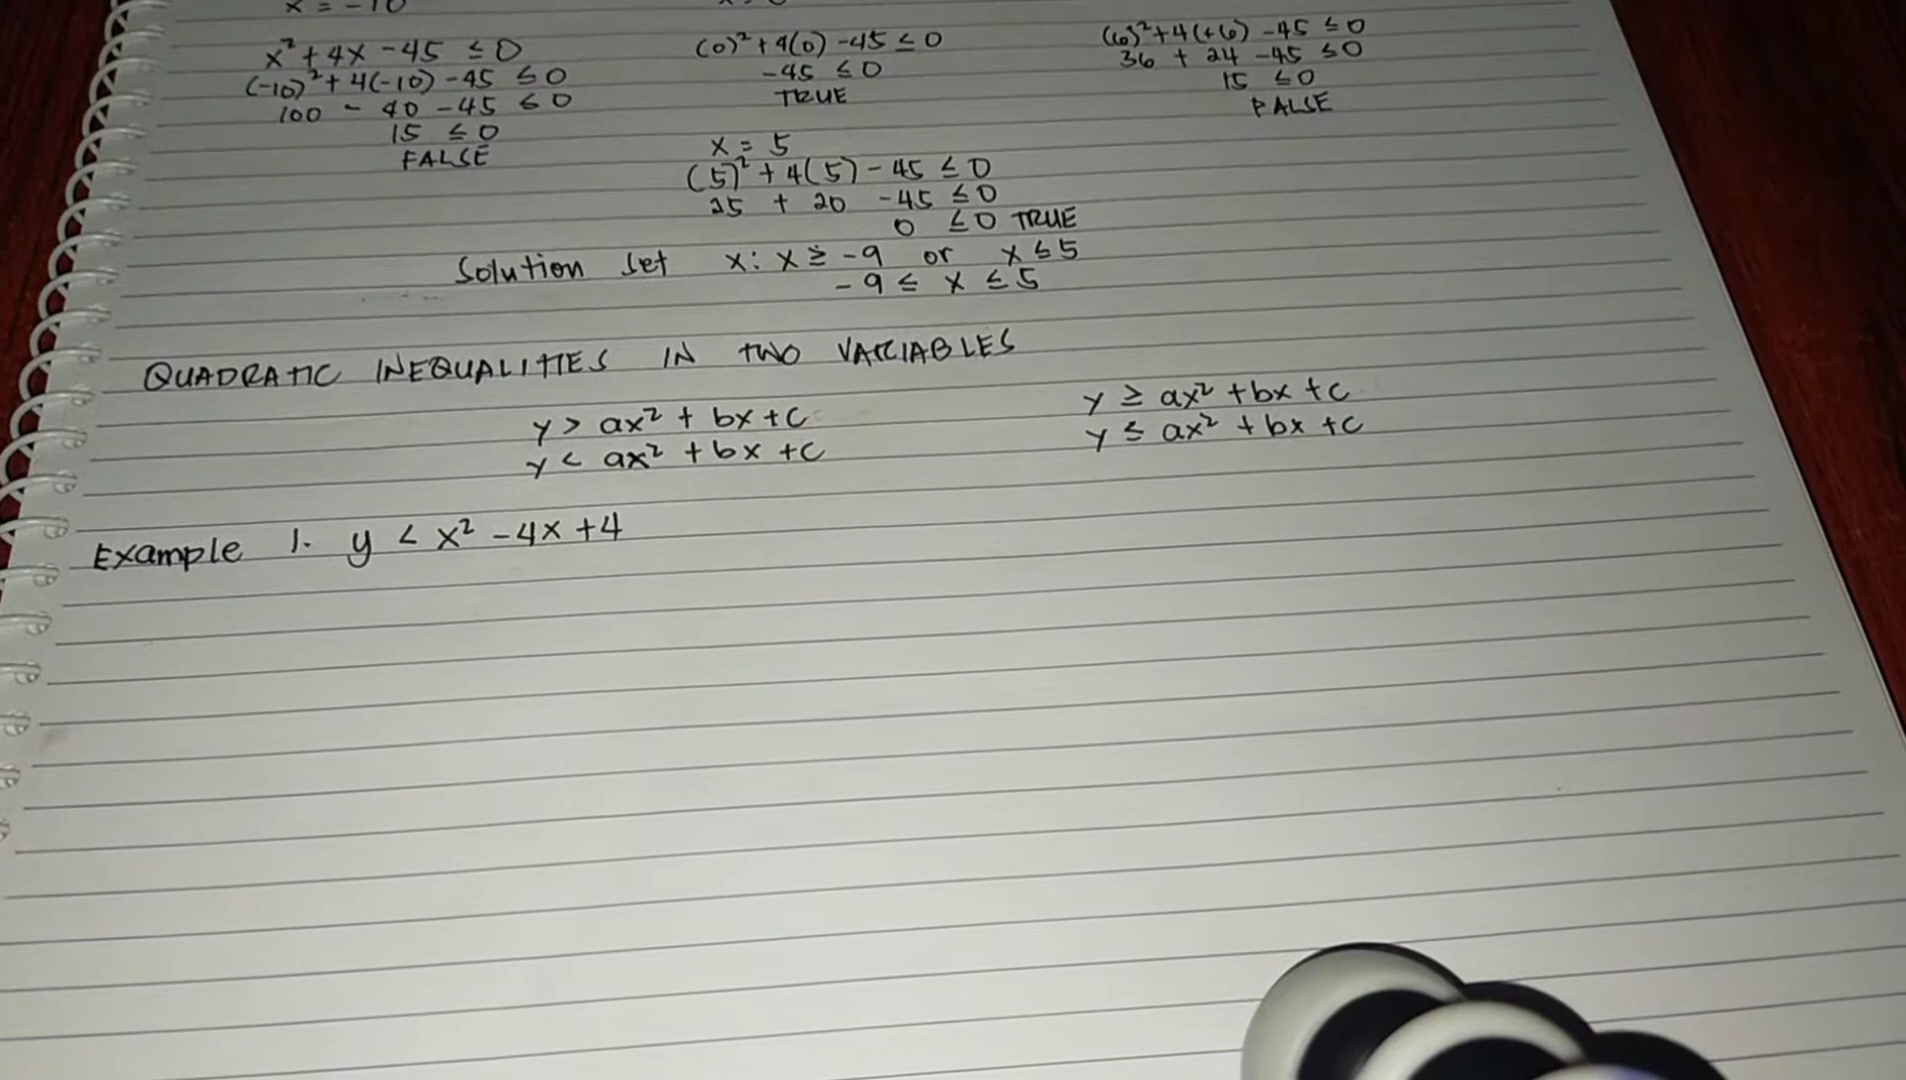 x = -10
x² + 4x - 45 ≤ 0
(-10)² + 4(-10) - 45 ≤ 0
100 - 40 - 45 ≤ 0
15 ≤ 0
FALSE
(0)² + 4(0) - 45 ≤ 0
-45 ≤ 0
TRUE
x = 5
(5)² + 4(5) - 45 ≤ 0
25 + 20 - 45 ≤ 0
0 ≤ 0 TRUE
(6)² + 4(+6) - 45 ≤ 0
36 + 24 - 45 ≤ 0
15 ≤ 0
FALSE
Solution set x: x ≥ -9 or x ≤ 5
-9 ≤ x ≤ 5
QUADRATIC INEQUALITIES IN TWO VARIABLES
y > ax² + bx + c
y < ax² + bx + c
y ≥ ax² + bx + c
y ≤ ax² + bx + c
Example 1. y < x² - 4x + 4